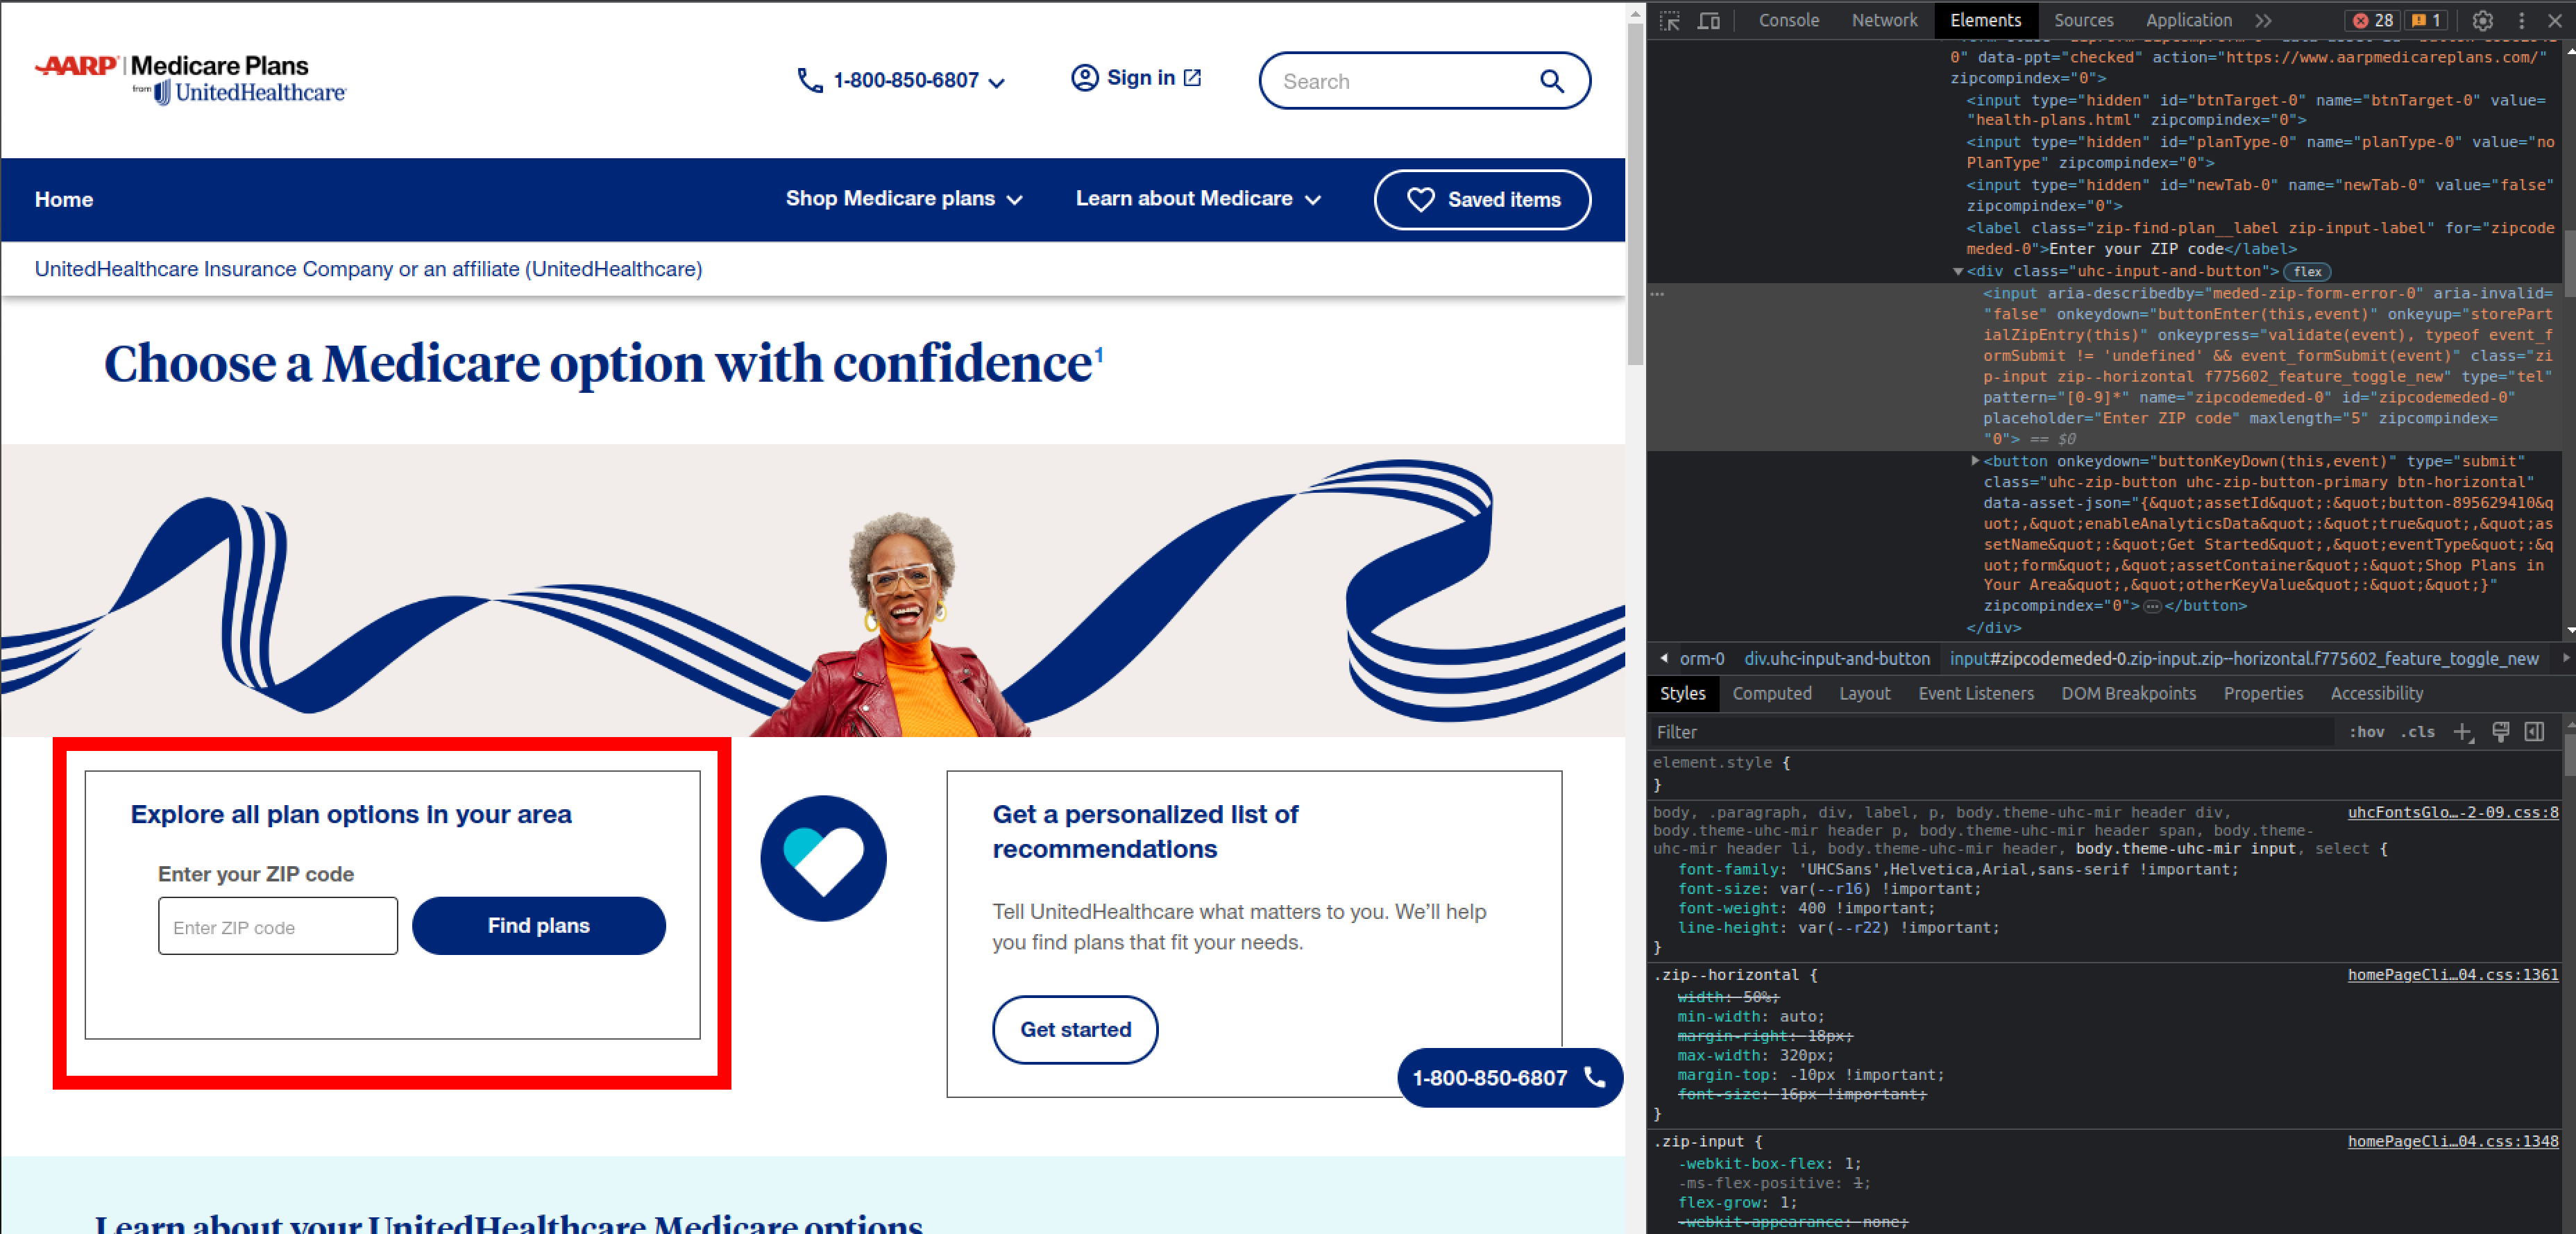 AARP | Medicare Plans
from UnitedHealthcare
1-800-850-6807
Sign in
Search
Home
Shop Medicare plans
Learn about Medicare
Saved items
UnitedHealthcare Insurance Company or an affiliate (UnitedHealthcare)
Choose a Medicare option with confidence1
Explore all plan options in your area
Enter your ZIP code
Enter ZIP code
Find plans
Get a personalized list of
recommendations
Tell UnitedHealthcare what matters to you. We'll help
you find plans that fit your needs.
Get started
1-800-850-6807
Learn about your UnitedHealthcare Medicare options
Console Network Elements Sources Application 28 1
0" data-ppt="checked" action="https://www.aarpmedicareplans.com/"
zipcompindex="0">
<input type="hidden" id="btnTarget-0" name="btnTarget-0" value=
"health-plans.html" zipcompindex="0">
<input type="hidden" id="planType-0" name="planType-0" value="no
PlanType" zipcompindex="0">
<input type="hidden" id="newTab-0" name="newTab-0" value="false"
zipcompindex="0">
<label class="zip-find-plan__label zip-input-label" for="zipcode
meded-0">Enter your ZIP code</label>
<div class="uhc-input-and-button"> flex
<input aria-describedby="meded-zip-form-error-0" aria-invalid=
"false" onkeydown="buttonEnter(this,event)" onkeyup="storePart
ialZipEntry(this)" onkeypress="validate(event), typeof event_f
ormSubmit != 'undefined' && event_formSubmit(event)" class="zi
p-input zip--horizontal f775602_feature_toggle_new" type="tel"
pattern="[0-9]*" name="zipcodemeded-0" id="zipcodemeded-0"
placeholder="Enter ZIP code" maxlength="5" zipcompindex=
"0"> == $0
<button onkeydown="buttonKeyDown(this,event)" type="submit"
class="uhc-zip-button uhc-zip-button-primary btn-horizontal"
data-asset-json="{&quot;assetId&quot;:&quot;button-895629410&q
uot;,&quot;enableAnalyticsData&quot;:&quot;true&quot;,&quot;as
setName&quot;:&quot;Get Started&quot;,&quot;eventType&quot;:&q
uot;form&quot;,&quot;assetContainer&quot;:&quot;Shop Plans in
Your Area&quot;,&quot;otherKeyValue&quot;:&quot;&quot;}"
zipcompindex="0">…</button>
</div>
orm-0 div.uhc-input-and-button input#zipcodemeded-0.zip-input.zip--horizontal.f775602_feature_toggle_new
Styles Computed Layout Event Listeners DOM Breakpoints Properties Accessibility
Filter :hov .cls
element.style {
}
body, .paragraph, div, label, p, body.theme-uhc-mir header div, uhcFontsGlo…-2-09.css:8
body.theme-uhc-mir header p, body.theme-uhc-mir header span, body.theme-
uhc-mir header li, body.theme-uhc-mir header, body.theme-uhc-mir input, select {
font-family: 'UHCSans',Helvetica,Arial,sans-serif !important;
font-size: var(--r16) !important;
font-weight: 400 !important;
line-height: var(--r22) !important;
}
.zip--horizontal { homePageCli…04.css:1361
width: 50%;
min-width: auto;
margin-right: 18px;
max-width: 320px;
margin-top: -10px !important;
font-size: 16px !important;
}
.zip-input { homePageCli…04.css:1348
-webkit-box-flex: 1;
-ms-flex-positive: 1;
flex-grow: 1;
-webkit-appearance: none;